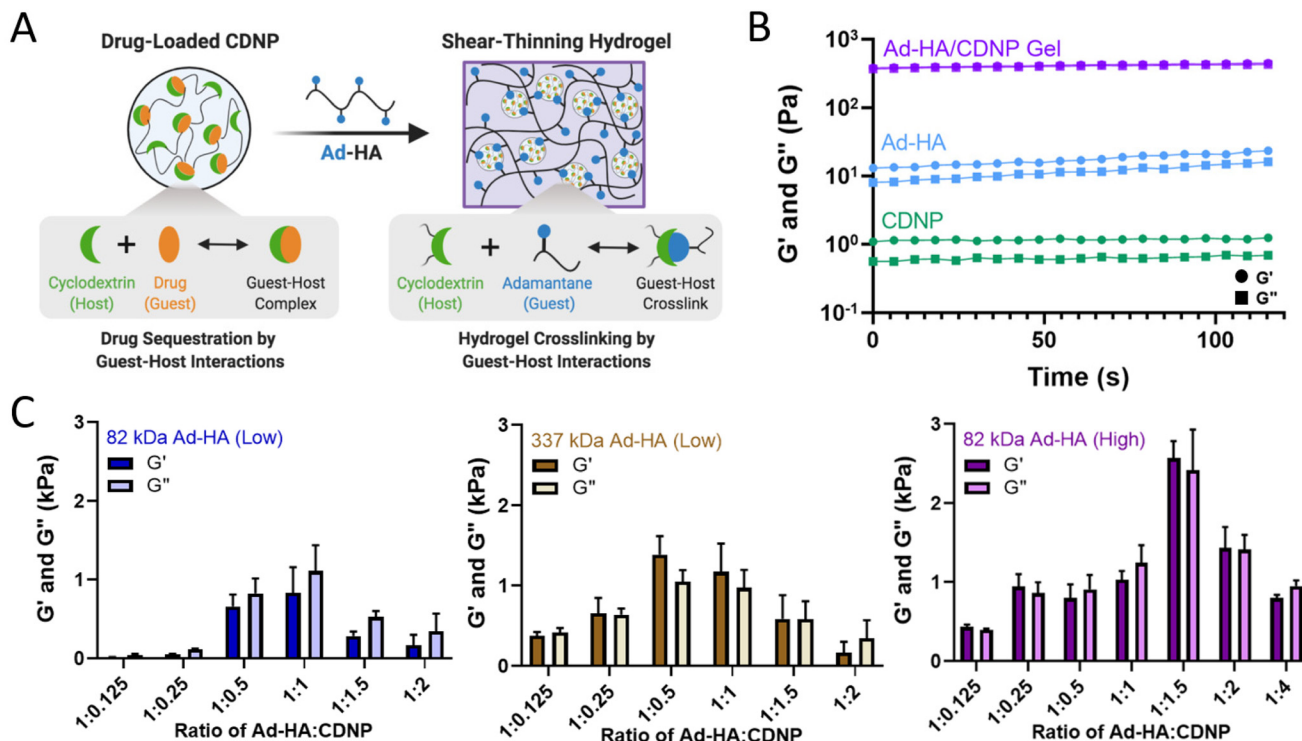 A
Drug-Loaded CDNP
Shear-Thinning Hydrogel
Ad-HA
Cyclodextrin
(Host)
+
Drug
(Guest)
Guest-Host
Complex
Cyclodextrin
(Host)
+
Adamantane
(Guest)
Guest-Host
Crosslink
Drug Sequestration by
Guest-Host Interactions
Hydrogel Crosslinking by
Guest-Host Interactions
B
G' and G" (Pa)
10³
10²
10¹
10⁰
10⁻¹
Ad-HA/CDNP Gel
Ad-HA
CDNP
G'
G"
0
50
100
Time (s)
C
82 kDa Ad-HA (Low)
G'
G"
G' and G" (kPa)
3
2
1
0
1:0.125
1:0.25
1:0.5
1:1
1:1.5
1:2
Ratio of Ad-HA:CDNP
337 kDa Ad-HA (Low)
G'
G"
G' and G" (kPa)
3
2
1
0
1:0.125
1:0.25
1:0.5
1:1
1:1.5
1:2
Ratio of Ad-HA:CDNP
82 kDa Ad-HA (High)
G'
G"
G' and G" (kPa)
3
2
1
0
1:0.125
1:0.25
1:0.5
1:1
1:1.5
1:2
1:4
Ratio of Ad-HA:CDNP